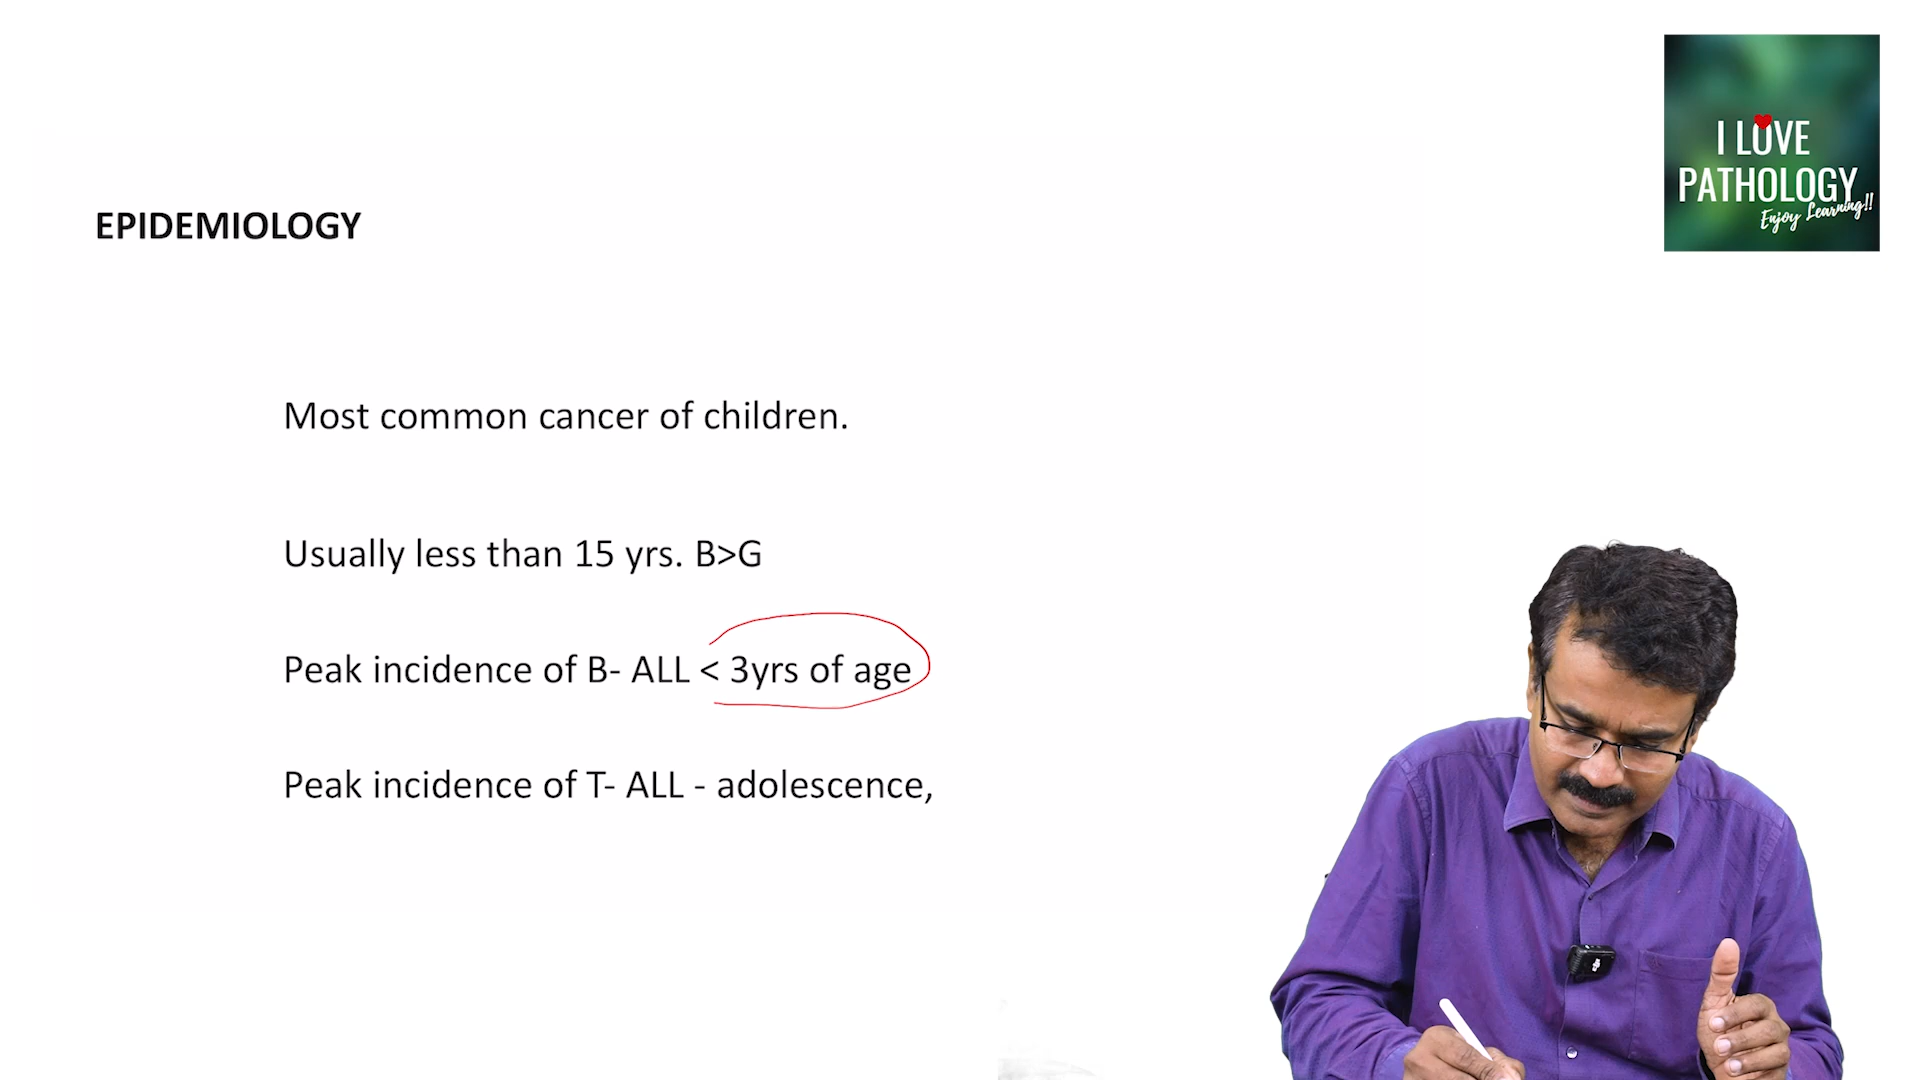 I LOVE
PATHOLOGY
Enjoy Learning!!
EPIDEMIOLOGY
Most common cancer of children.
Usually less than 15 yrs. B>G
Peak incidence of B- ALL < 3yrs of age
Peak incidence of T- ALL - adolescence,